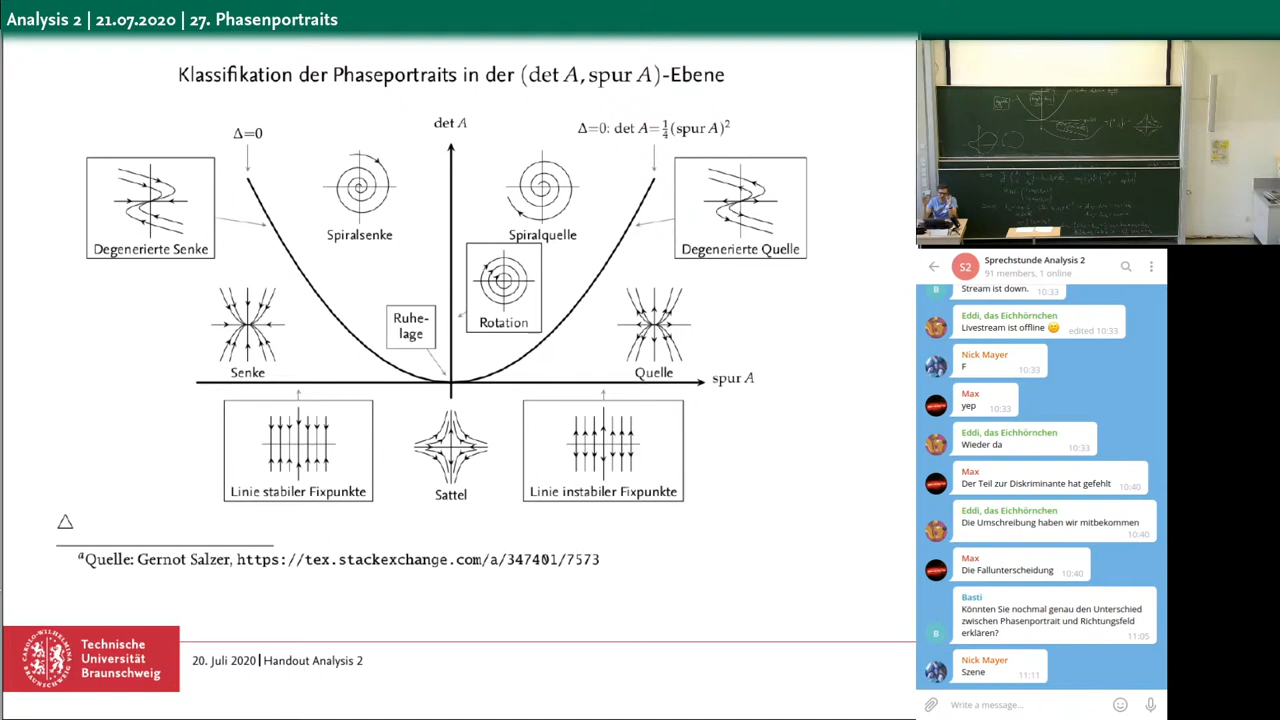 Analysis 2 | 21.07.2020 | 27. Phasenportraits
Klassifikation der Phaseportraits in der (det A, spur A)-Ebene
Δ=0
det A
Δ=0: det A=1/4(spur A)²
Degenerierte Senke
Spiralsenke
Spiralquelle
Degenerierte Quelle
Ruhe-
lage
Rotation
Senke
Quelle
spur A
Linie stabiler Fixpunkte
Sattel
Linie instabiler Fixpunkte
△
ᵃQuelle: Gernot Salzer, https://tex.stackexchange.com/a/347401/7573
CAROLO-WILHELMINA
Technische
Universität
Braunschweig
20. Juli 2020 | Handout Analysis 2
S2
Sprechstunde Analysis 2
91 members, 1 online
B
Stream ist down. 10:33
Eddi, das Eichhörnchen
Livestream ist offline 🙁 edited 10:33
Nick Mayer
F
10:33
Max
yep 10:33
Eddi, das Eichhörnchen
Wieder da
10:33
Max
Der Teil zur Diskriminante hat gefehlt 10:40
Eddi, das Eichhörnchen
Die Umschreibung haben wir mitbekommen
10:40
Max
Die Fallunterscheidung 10:40
Basti
Könnten Sie nochmal genau den Unterschied
zwischen Phasenportrait und Richtungsfeld
erklären?
B
11:05
Nick Mayer
Szene 11:11
Write a message...